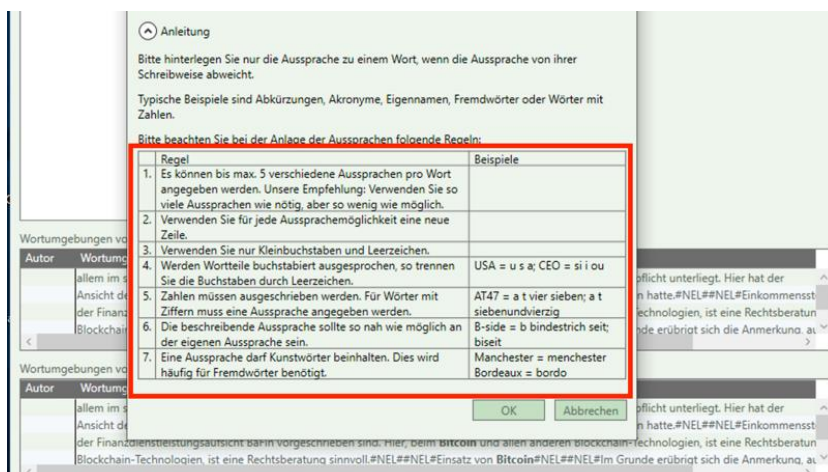 Anleitung
Bitte hinterlegen Sie nur die Aussprache zu einem Wort, wenn die Aussprache von ihrer
Schreibweise abweicht.
Typische Beispiele sind Abkürzungen, Akronyme, Eigennamen, Fremdwörter oder Wörter mit
Zahlen.
Bitte beachten Sie bei der Anlage der Aussprachen folgende Regeln:
Regel Beispiele
1. Es können bis max. 5 verschiedene Aussprachen pro Wort
angegeben werden. Unsere Empfehlung: Verwenden Sie so
viele Aussprachen wie nötig, aber so wenig wie möglich.
2. Verwenden Sie für jede Aussprachemöglichkeit eine neue
Zeile.
3. Verwenden Sie nur Kleinbuchstaben und Leerzeichen.
4. Werden Wortteile buchstabiert ausgesprochen, so trennen USA = u s a; CEO = si i ou
Sie die Buchstaben durch Leerzeichen.
5. Zahlen müssen ausgeschrieben werden. Für Wörter mit AT47 = a t vier sieben; a t
Ziffern muss eine Aussprache angegeben werden. siebenundvierzig
6. Die beschreibende Aussprache sollte so nah wie möglich an B-side = b bindestrich seit;
der eigenen Aussprache sein. biseit
7. Eine Aussprache darf Kunstwörter beinhalten. Dies wird Manchester = menchester
häufig für Fremdwörter benötigt. Bordeaux = bordo
OK Abbrechen
Wortumgebungen vo
Autor Wortumg
allem im s pflicht unterliegt. Hier hat der
Ansicht de n hatte.#NEL##NEL#Einkommensst
der Finanz echnologien, ist eine Rechtsberatun
Blockchain nde erübrigt sich die Anmerkung, au
Wortumgebungen vo
Autor Wortumg
allem im s pflicht unterliegt. Hier hat der
Ansicht de n hatte.#NEL##NEL#Einkommensst
der Finanzdienstleistungsaufsicht BaFin vorgeschrieben sind. Hier, beim Bitcoin und allen anderen Blockchain-Technologien, ist eine Rechtsberatun
Blockchain-Technologien, ist eine Rechtsberatung sinnvoll.#NEL##NEL#Einsatz von Bitcoin#NEL##NEL#Im Grunde erübrigt sich die Anmerkung, au